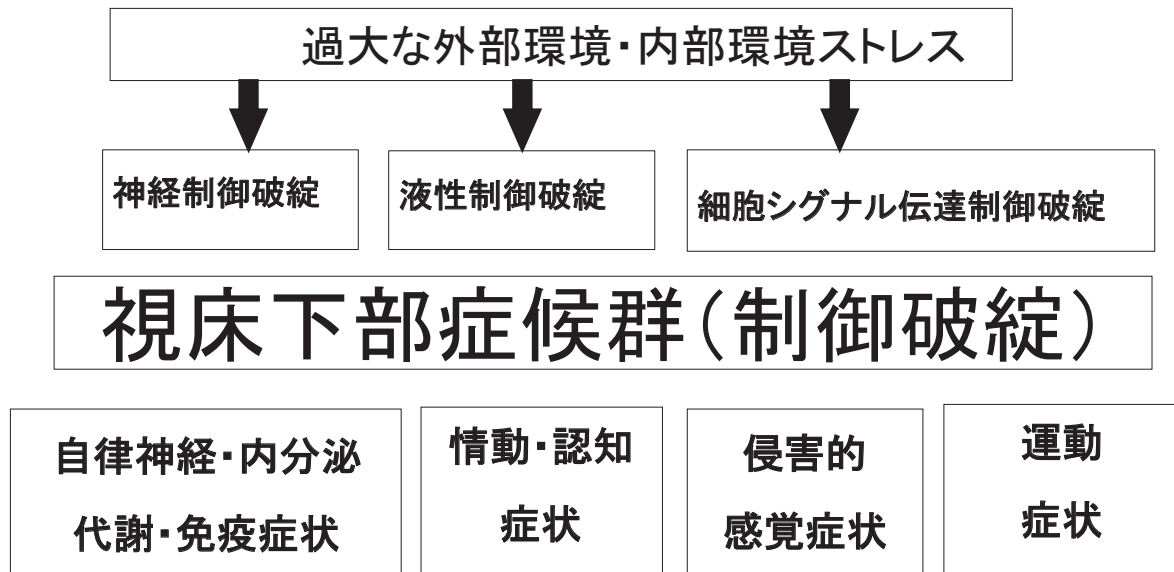 過大な外部環境・内部環境ストレス
神経制御破綻
液性制御破綻
細胞シグナル伝達制御破綻
視床下部症候群(制御破綻)
自律神経・内分泌
代謝・免疫症状
情動・認知
症状
侵害的
感覚症状
運動
症状